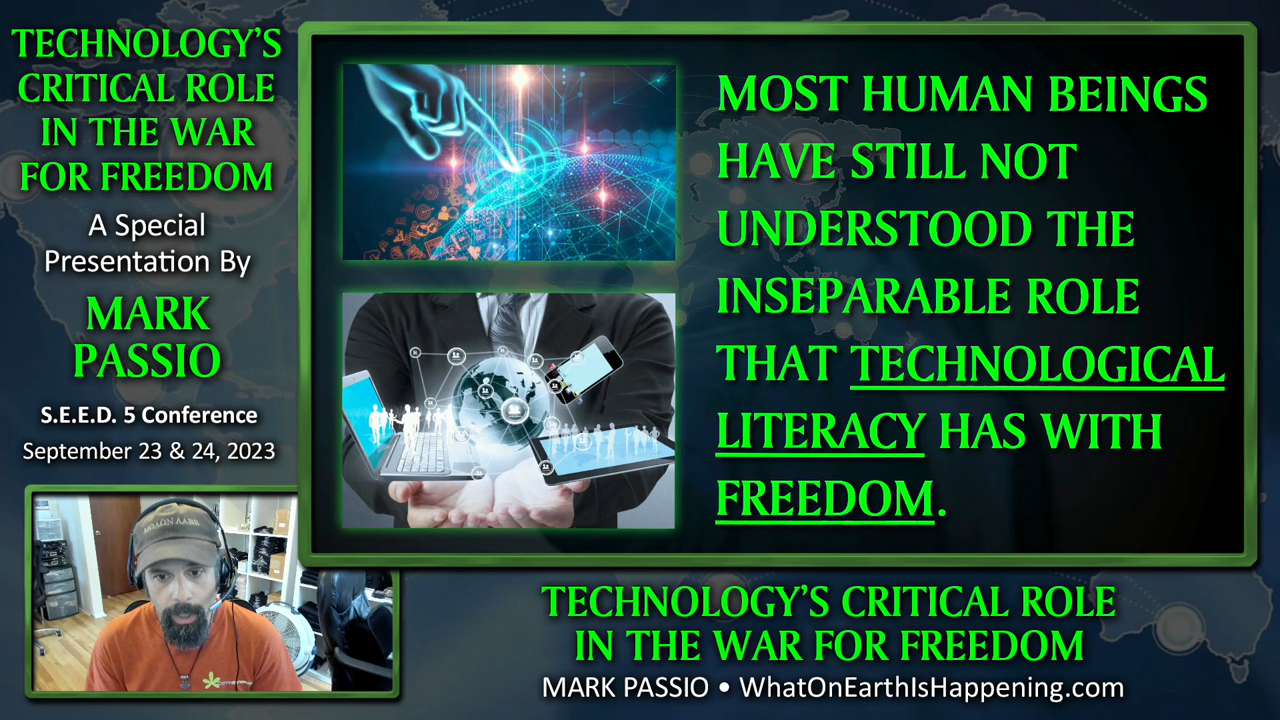 TECHNOLOGY'S
CRITICAL ROLE
IN THE WAR
FOR FREEDOM
A Special
Presentation By
MARK
PASSIO
S.E.E.D. 5 Conference
September 23 & 24, 2023
MOST HUMAN BEINGS
HAVE STILL NOT
UNDERSTOOD THE
INSEPARABLE ROLE
THAT TECHNOLOGICAL
LITERACY HAS WITH
FREEDOM.
ΜΟΛΩΝ ΛΑΒΕ
TECHNOLOGY'S CRITICAL ROLE
IN THE WAR FOR FREEDOM
MARK PASSIO • WhatOnEarthIsHappening.com